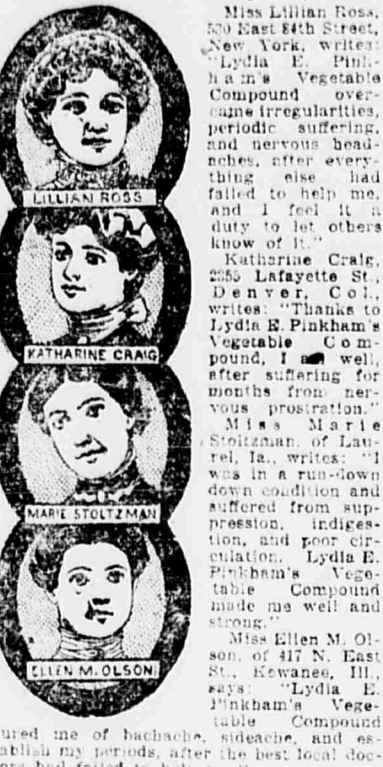 LILLIAN ROSS
KATHARINE CRAIG
MARIE STOLTZMAN
ELLEN M. OLSON
Miss Lillian Ross,
530 East 84th Street,
New York, writes:
"Lydia E. Pink-
ham's Vegetable
Compound over-
came irregularities,
periodic suffering,
and nervous head-
aches, after every-
thing else had
failed to help me,
and I feel it a
duty to let others
know of it."
Katharine Craig,
2355 Lafayette St.,
Denver, Col.,
writes: "Thanks to
Lydia E. Pinkham's
Vegetable Com-
pound, I am well,
after suffering for
months from ner-
vous prostration."
Miss Marie
Stoltzman, of Lau-
rel, Ia., writes: "I
was in a run-down
down condition and
suffered from sup-
pression, indiges-
tion, and poor cir-
culation. Lydia E.
Pinkham's Vege-
table Compound
made me well and
strong."
Miss Ellen M. Ol-
son, of 417 N. East
St., Kewanee, Ill.,
says: "Lydia E.
Pinkham's Vege-
table Compound
ured me of bachache, sideache, and es-
ablish my periods, after the best local doc-